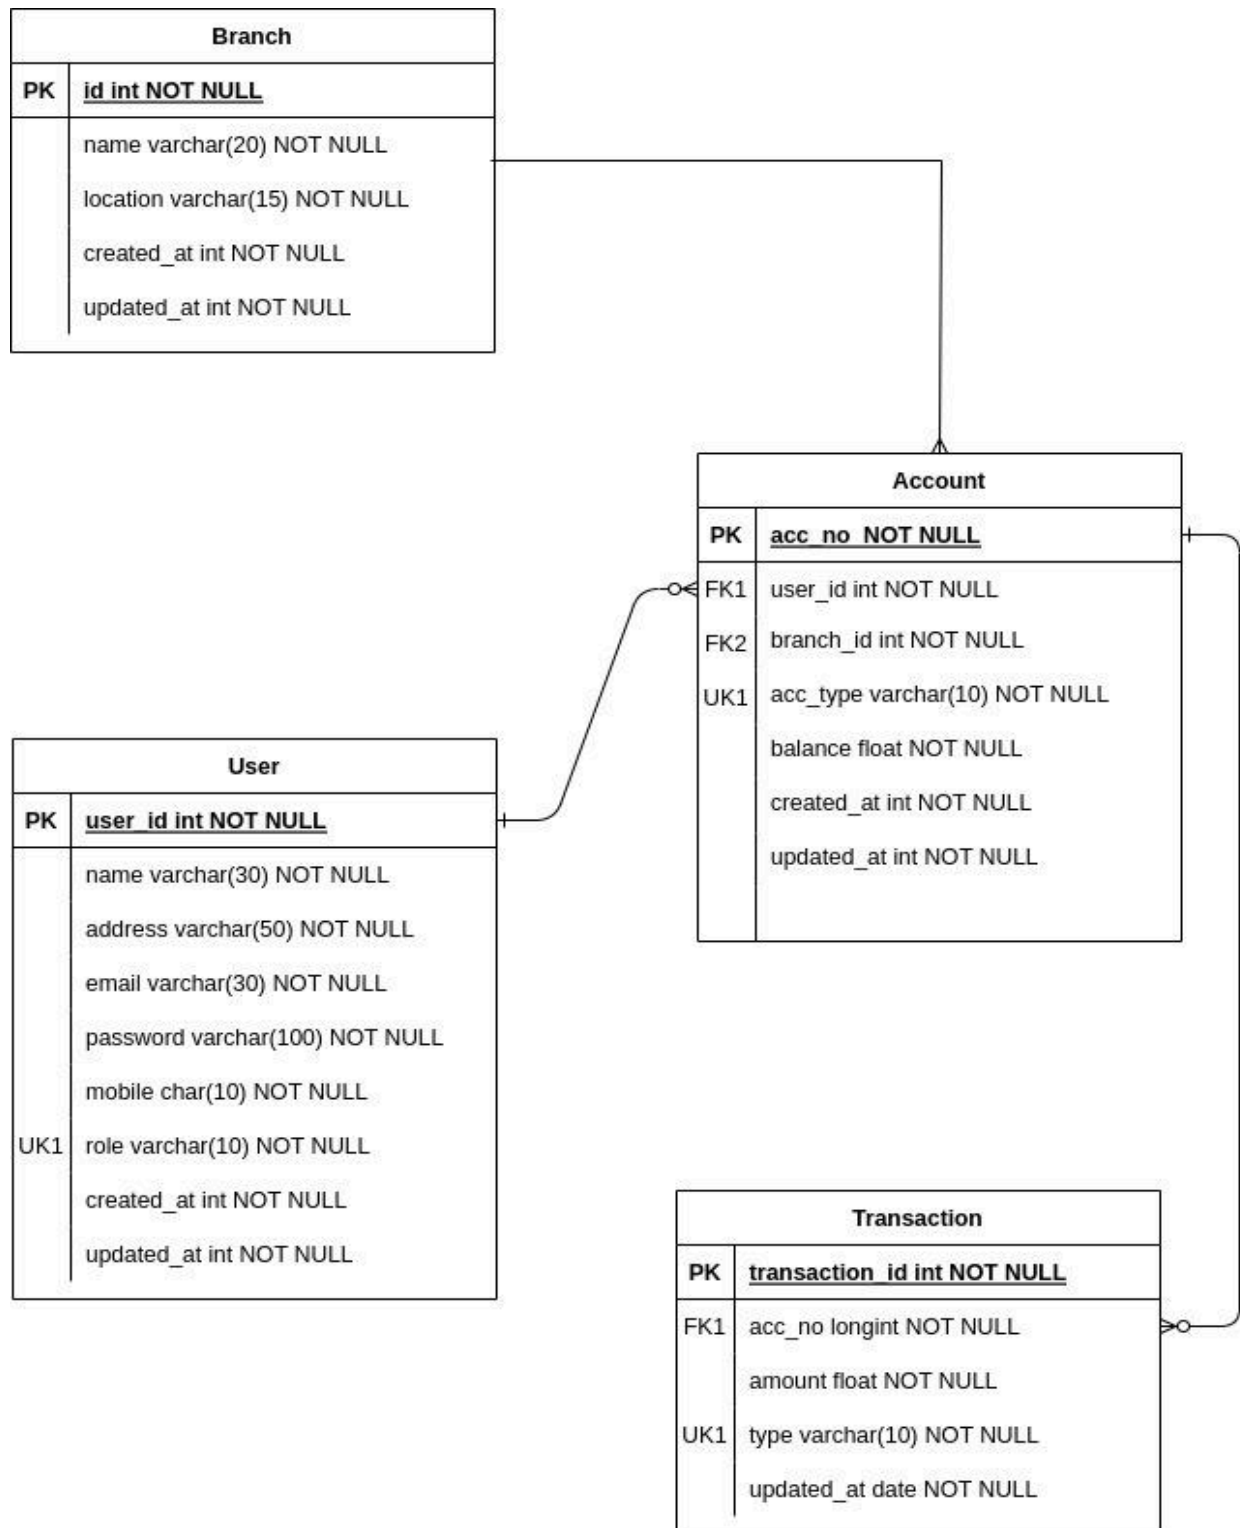 Branch
PK id int NOT NULL
name varchar(20) NOT NULL
location varchar(15) NOT NULL
created_at int NOT NULL
updated_at int NOT NULL
Account
PK acc_no NOT NULL
FK1 user_id int NOT NULL
FK2 branch_id int NOT NULL
UK1 acc_type varchar(10) NOT NULL
balance float NOT NULL
created_at int NOT NULL
updated_at int NOT NULL
User
PK user_id int NOT NULL
name varchar(30) NOT NULL
address varchar(50) NOT NULL
email varchar(30) NOT NULL
password varchar(100) NOT NULL
mobile char(10) NOT NULL
UK1 role varchar(10) NOT NULL
created_at int NOT NULL
updated_at int NOT NULL
Transaction
PK transaction_id int NOT NULL
FK1 acc_no longint NOT NULL
amount float NOT NULL
UK1 type varchar(10) NOT NULL
updated_at date NOT NULL